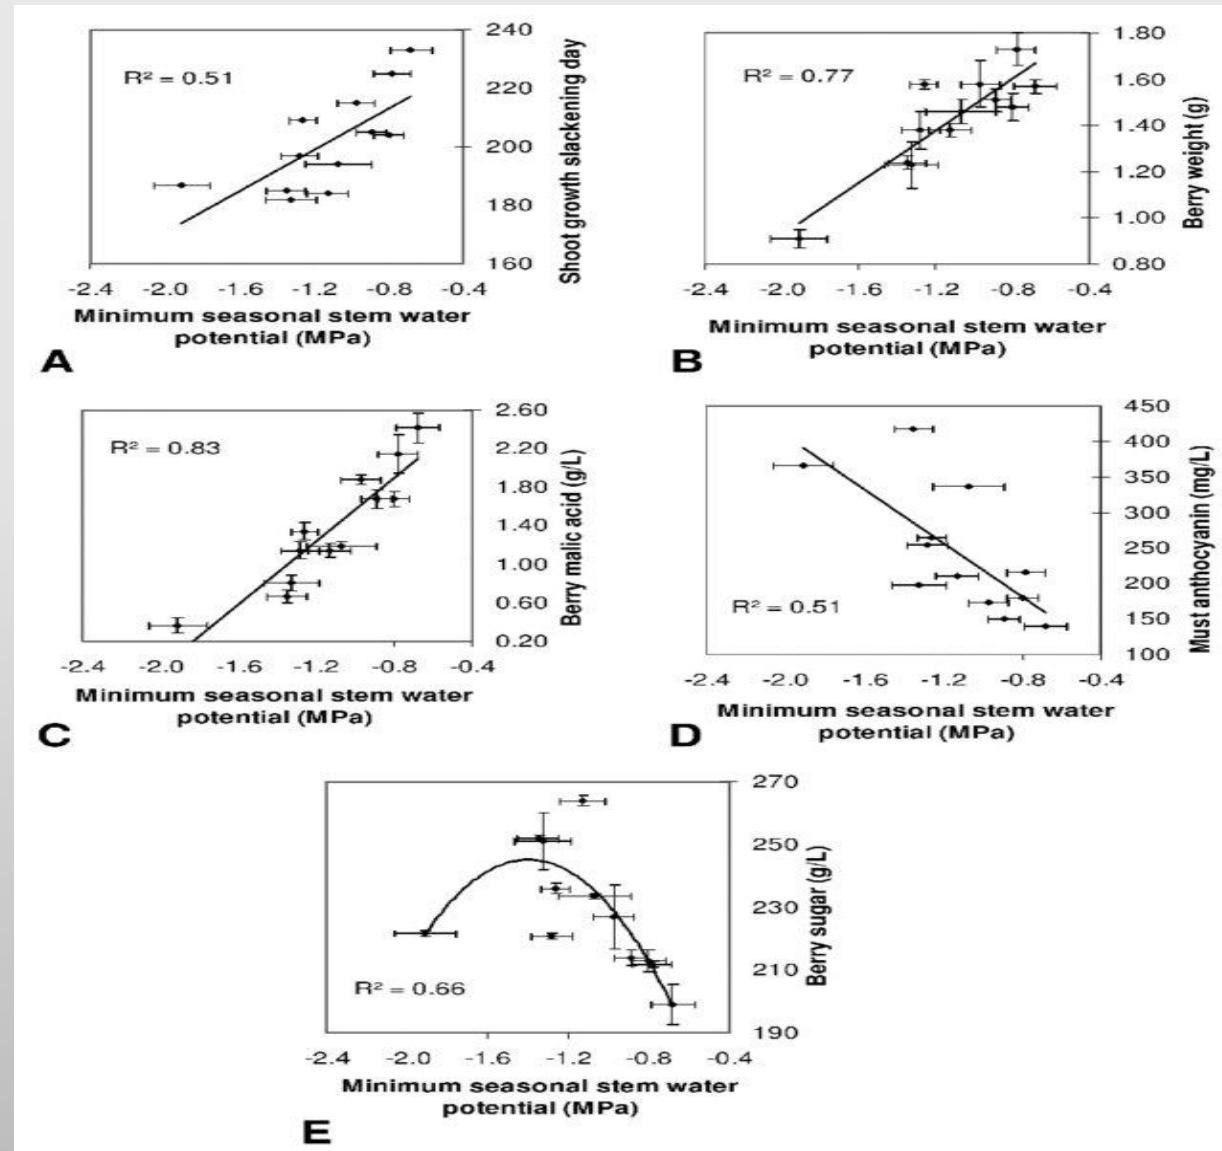 R² = 0.51
240
220
200
180
160
Shoot growth slackening day
-2.4 -2.0 -1.6 -1.2 -0.8 -0.4
Minimum seasonal stem water
potential (MPa)
A
R² = 0.77
1.80
1.60
1.40
1.20
1.00
0.80
Berry weight (g)
-2.4 -2.0 -1.6 -1.2 -0.8 -0.4
Minimum seasonal stem water
potential (MPa)
B
R² = 0.83
2.60
2.20
1.80
1.40
1.00
0.60
0.20
Berry malic acid (g/L)
-2.4 -2.0 -1.6 -1.2 -0.8 -0.4
Minimum seasonal stem water
potential (MPa)
C
450
400
350
300
250
200
150
100
R² = 0.51
Must anthocyanin (mg/L)
-2.4 -2.0 -1.6 -1.2 -0.8 -0.4
Minimum seasonal stem water
potential (MPa)
D
270
250
230
210
190
R² = 0.66
Berry sugar (g/L)
-2.4 -2.0 -1.6 -1.2 -0.8 -0.4
Minimum seasonal stem water
potential (MPa)
E